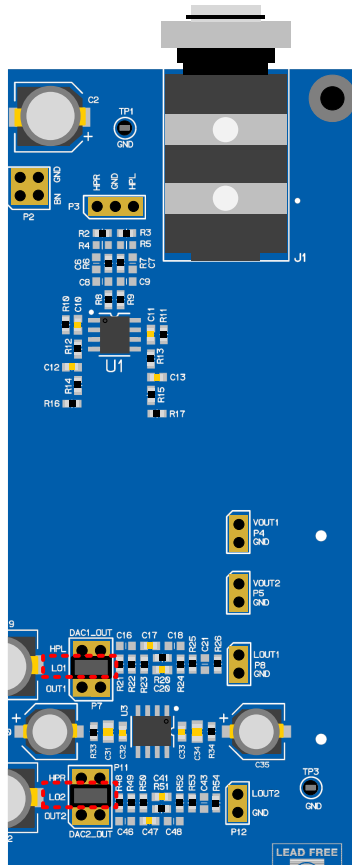 C2
TP1
GND
GND
BN
P2
HPR
GND
HPL
P3
J1
R2
R3
R4
R5
C6
R6
R7
C7
C8
C9
R8
R9
R10
C10
C11
R11
U1
R12
R13
C12
C13
R14
R15
R16
R17
VOUT1
P4
GND
VOUT2
P5
GND
DAC1_OUT
C16
C17
C18
HPL
LO1
OUT1
P7
R21
R22
R23
R20
C20
R24
R25
C21
R26
LOUT1
P8
GND
U3
R33
C31
C32
C33
C34
R34
C35
P11
HPR
LO2
OUT2
DAC2_OUT
R48
R49
R50
C41
R51
R52
R53
C43
R54
C46
C47
C48
LOUT2
GND
P12
TP3
GND
LEAD FREE